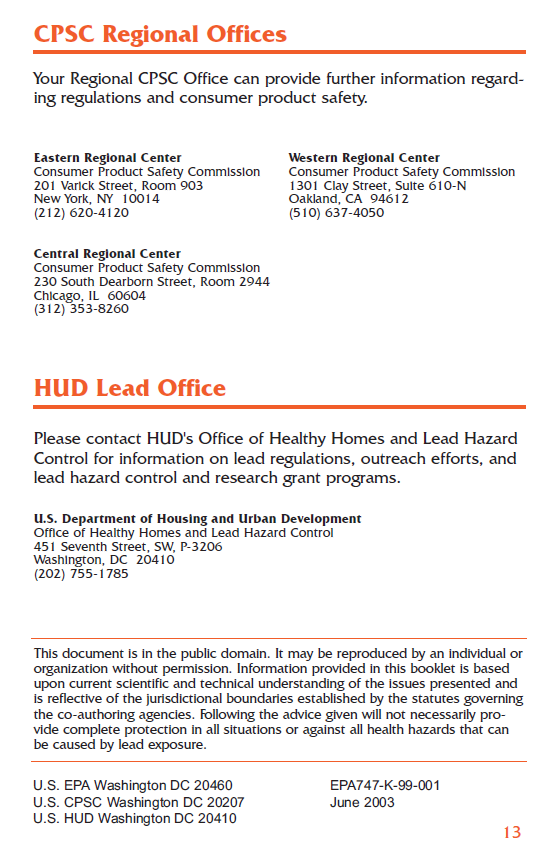 CPSC Regional Offices
Your Regional CPSC Office can provide further information regard-
ing regulations and consumer product safety.
Eastern Regional Center
Consumer Product Safety Commission
201 Varick Street, Room 903
New York, NY  10014
(212) 620-4120
Western Regional Center
Consumer Product Safety Commission
1301 Clay Street, Suite 610-N
Oakland, CA  94612
(510) 637-4050
Central Regional Center
Consumer Product Safety Commission
230 South Dearborn Street, Room 2944
Chicago, IL  60604
(312) 353-8260
HUD Lead Office
Please contact HUD's Office of Healthy Homes and Lead Hazard
Control for information on lead regulations, outreach efforts, and
lead hazard control and research grant programs.
U.S. Department of Housing and Urban Development
Office of Healthy Homes and Lead Hazard Control
451 Seventh Street, SW, P-3206
Washington, DC  20410
(202) 755-1785
This document is in the public domain. It may be reproduced by an individual or
organization without permission. Information provided in this booklet is based
upon current scientific and technical understanding of the issues presented and
is reflective of the jurisdictional boundaries established by the statutes governing
the co-authoring agencies. Following the advice given will not necessarily pro-
vide complete protection in all situations or against all health hazards that can
be caused by lead exposure.
U.S. EPA Washington DC 20460
U.S. CPSC Washington DC 20207
U.S. HUD Washington DC 20410
EPA747-K-99-001
June 2003
13